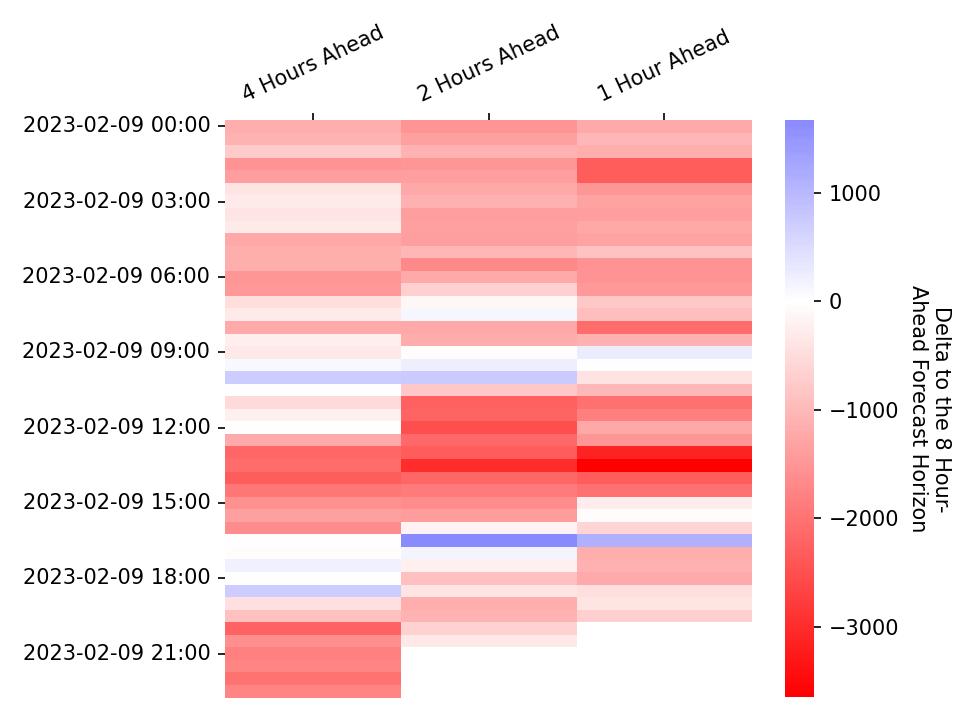 4 Hours Ahead
2 Hours Ahead
1 Hour Ahead
2023-02-09 00:00
2023-02-09 03:00
2023-02-09 06:00
2023-02-09 09:00
2023-02-09 12:00
2023-02-09 15:00
2023-02-09 18:00
2023-02-09 21:00
1000
0
−1000
−2000
−3000
Delta to the 8 Hour-
Ahead Forecast Horizon